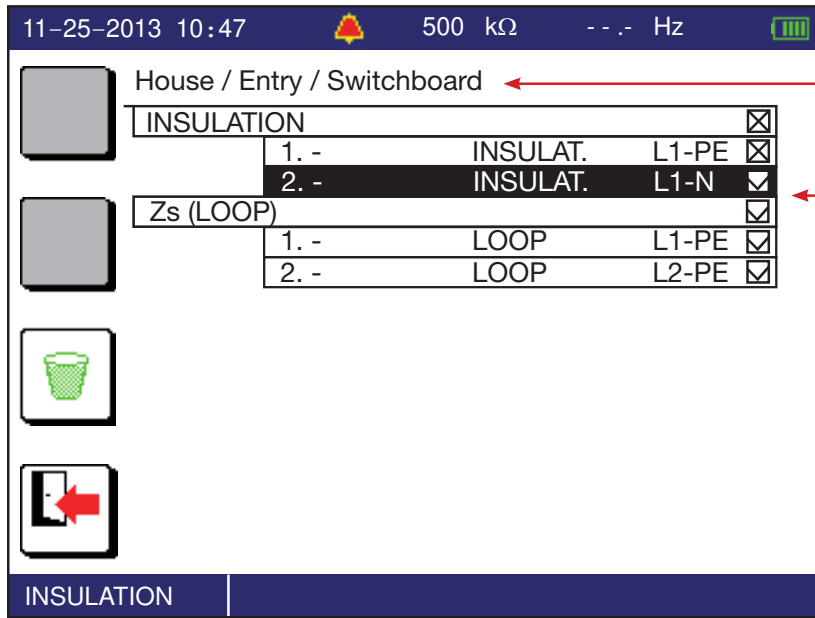 11-25-2013 10:47 500 kΩ - - .- Hz
House / Entry / Switchboard
INSULATION
1. - INSULAT. L1-PE
2. - INSULAT. L1-N
Zs (LOOP)
1. - LOOP L1-PE
2. - LOOP L2-PE
INSULATION